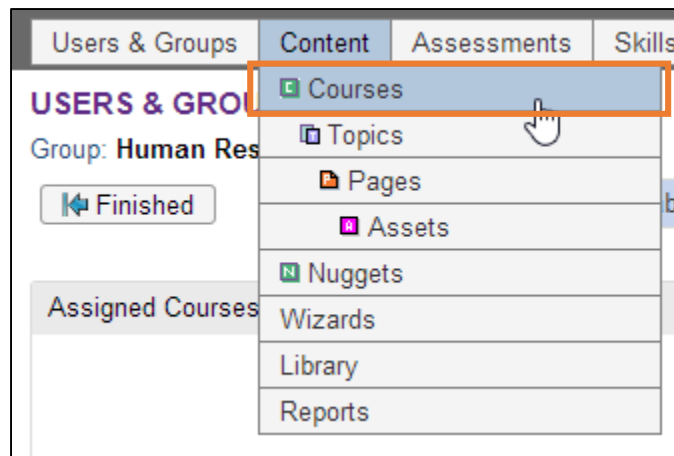 Users & Groups Content Assessments Skills
C Courses
USERS & GROU
T Topics
Group: Human Res
P Pages
Finished
A Assets
N Nuggets
Assigned Courses
Wizards
Library
Reports